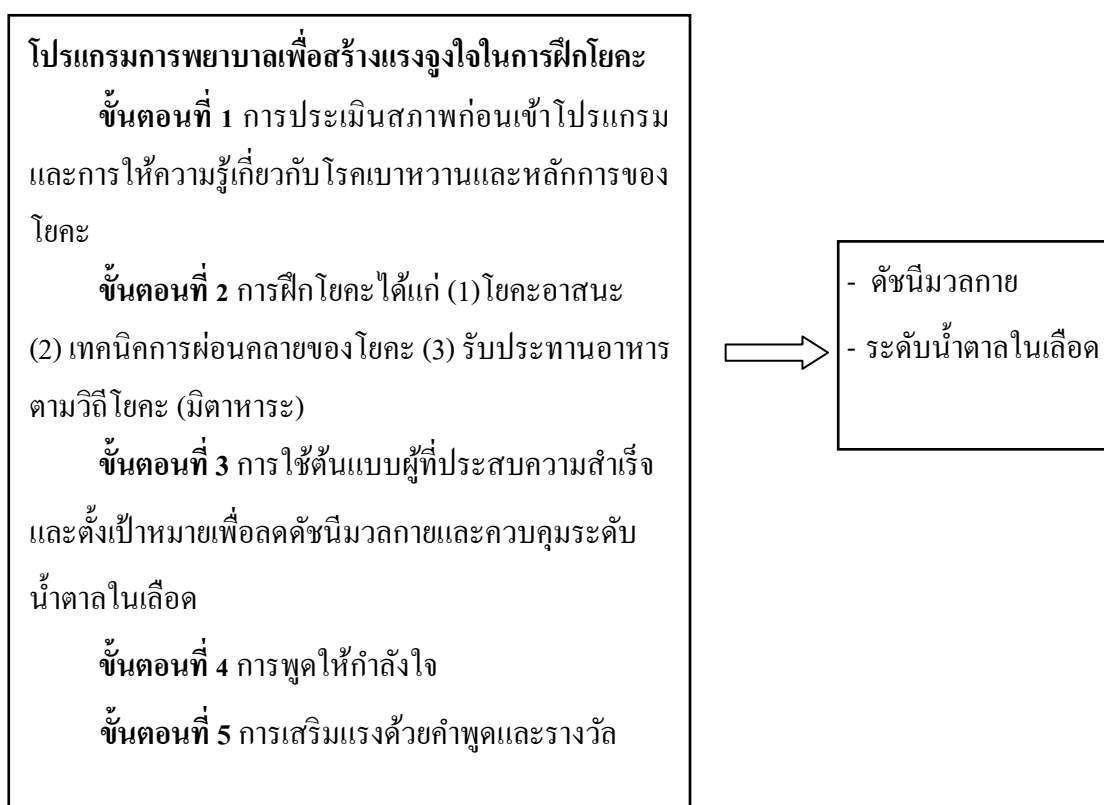 โปรแกรมการพยาบาลเพื่อสร้างแรงจูงใจในการฝึกโยคะ
ขั้นตอนที่ 1 การประเมินสภาพก่อนเข้าโปรแกรม
และการให้ความรู้เกี่ยวกับโรคเบาหวานและหลักการของ
โยคะ
ขั้นตอนที่ 2 การฝึกโยคะได้แก่ (1)โยคะอาสนะ
(2) เทคนิคการผ่อนคลายของโยคะ (3) รับประทานอาหาร
ตามวิถีโยคะ (มิตาหาระ)
ขั้นตอนที่ 3 การใช้ต้นแบบผู้ที่ประสบความสำเร็จ
และตั้งเป้าหมายเพื่อลดดัชนีมวลกายและควบคุมระดับ
น้ำตาลในเลือด
ขั้นตอนที่ 4 การพูดให้กำลังใจ
ขั้นตอนที่ 5 การเสริมแรงด้วยคำพูดและรางวัล
- ดัชนีมวลกาย
- ระดับน้ำตาลในเลือด